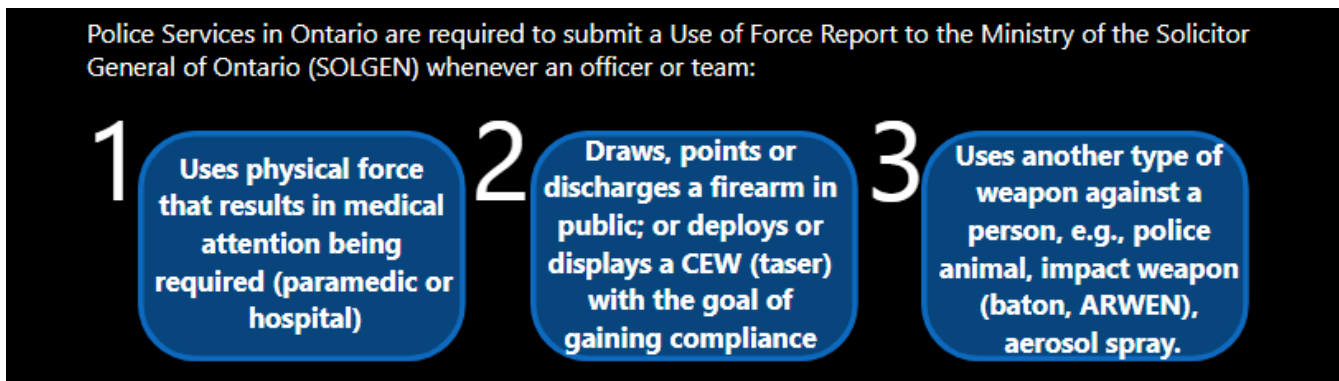 Police Services in Ontario are required to submit a Use of Force Report to the Ministry of the Solicitor
General of Ontario (SOLGEN) whenever an officer or team:
1
Uses physical force
that results in medical
attention being
required (paramedic or
hospital)
2
Draws, points or
discharges a firearm in
public; or deploys or
displays a CEW (taser)
with the goal of
gaining compliance
3
Uses another type of
weapon against a
person, e.g., police
animal, impact weapon
(baton, ARWEN),
aerosol spray.